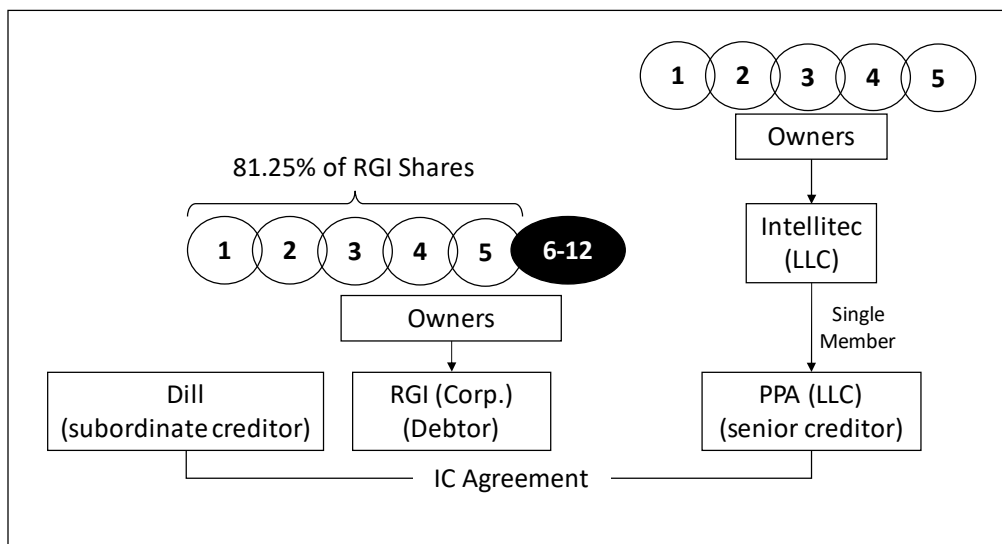 1 2 3 4 5
Owners
81.25% of RGI Shares
Intellitec
(LLC)
1 2 3 4 5 6-12
Owners
Single
Member
Dill
(subordinate creditor)
RGI (Corp.)
(Debtor)
PPA (LLC)
(senior creditor)
IC Agreement